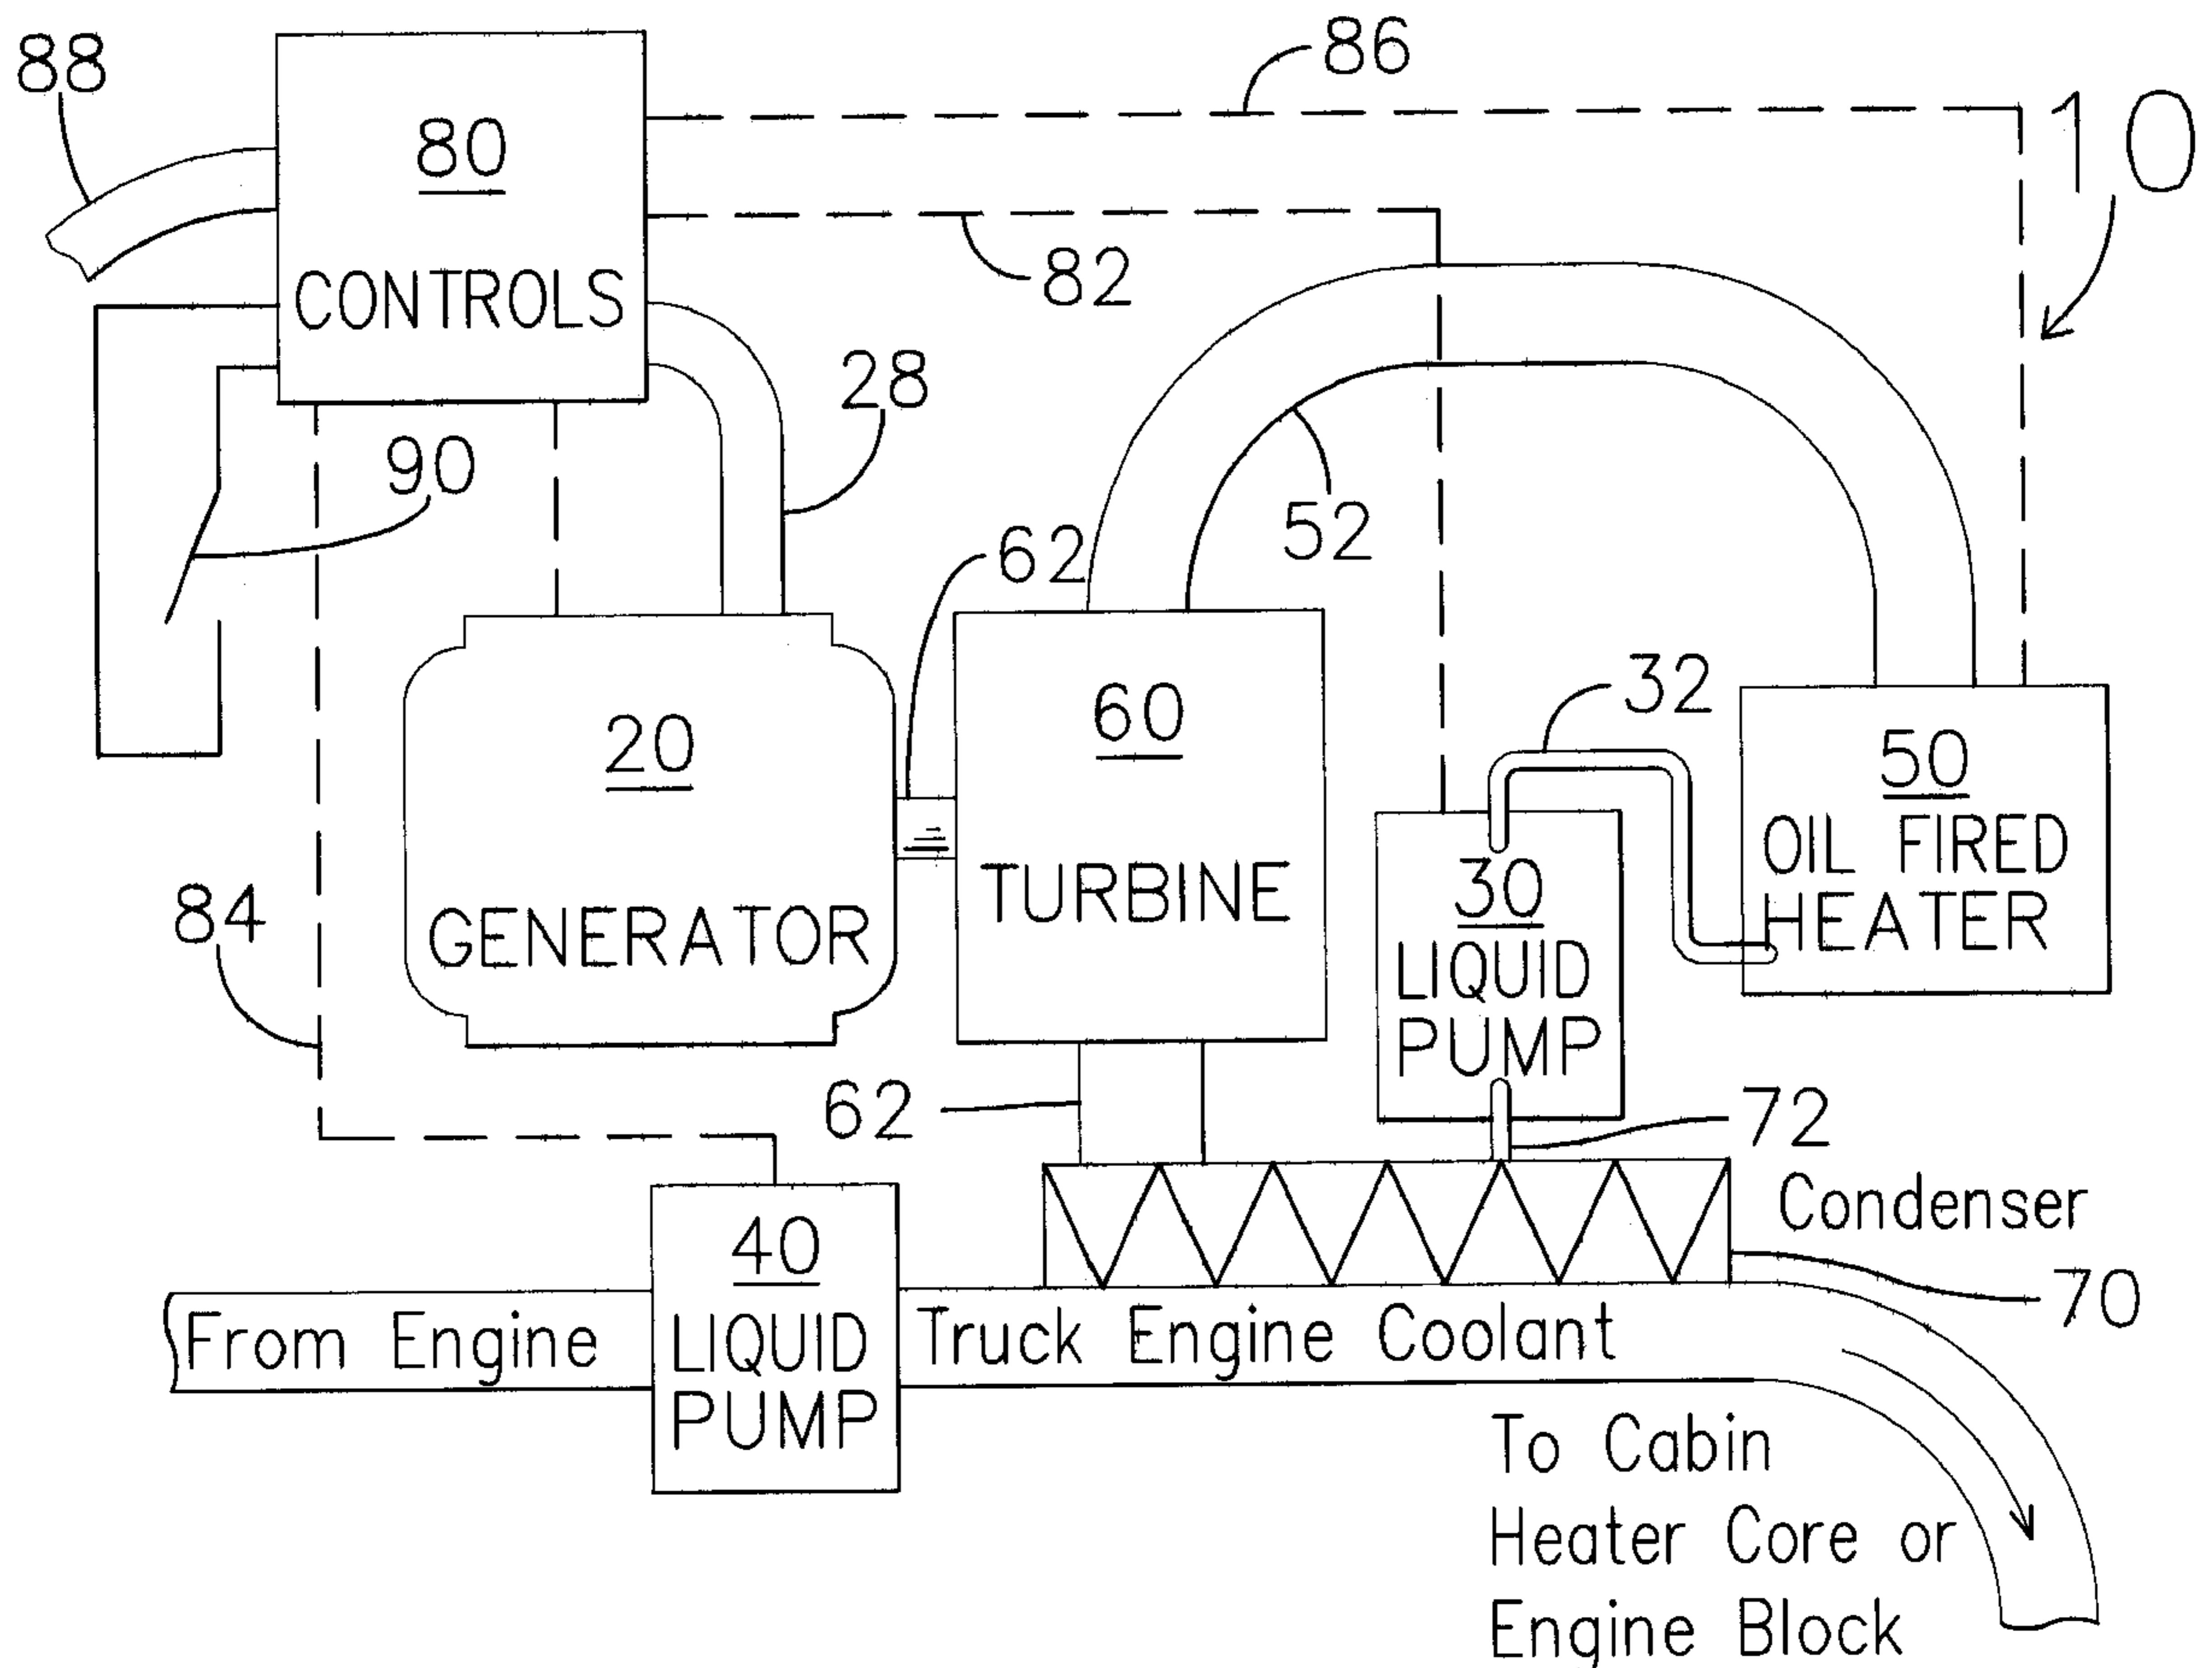 88
86
10
80
CONTROLS
82
28
90
52
62
32
60
TURBINE
20
GENERATOR
50
OIL FIRED
HEATER
30
LIQUID
PUMP
84
62
72
Condenser
70
40
LIQUID
PUMP
From Engine
Truck Engine Coolant
To Cabin
Heater Core or
Engine Block